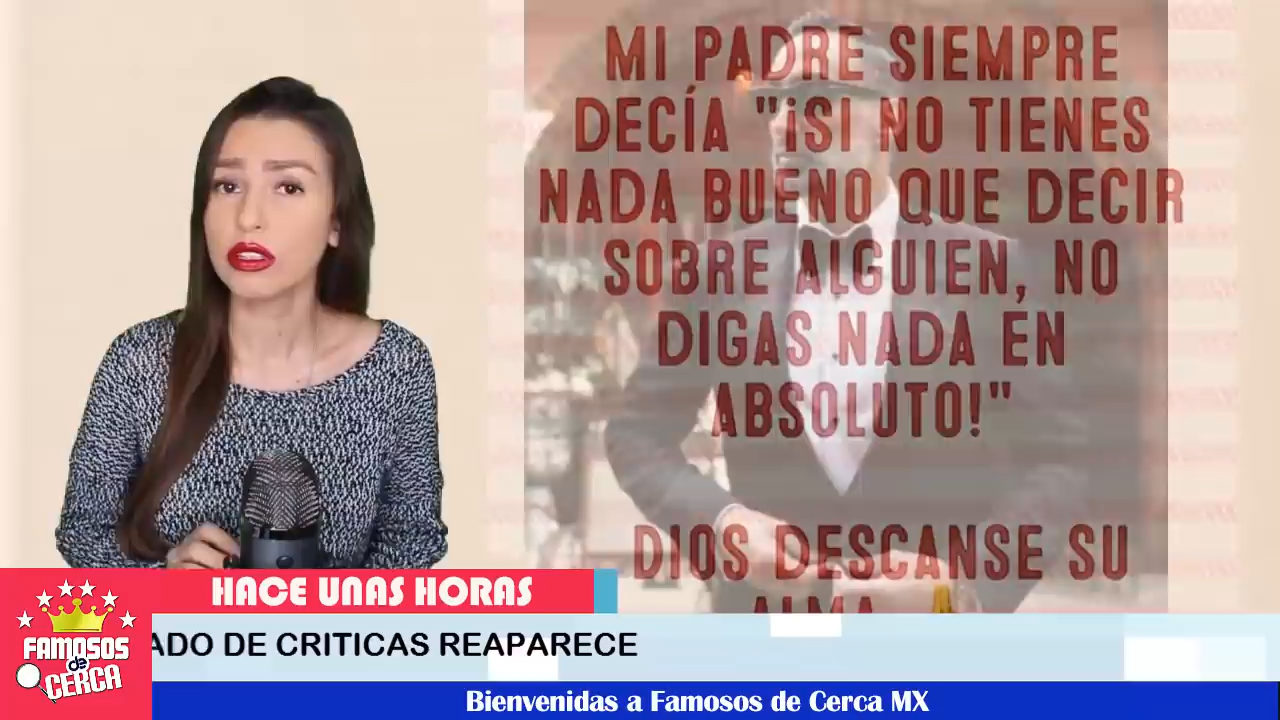 MI PADRE SIEMPRE
DECÍA "¡SI NO TIENES
NADA BUENO QUE DECIR
SOBRE ALGUIEN, NO
DIGAS NADA EN
ABSOLUTO!"
DIOS DESCANSE SU
ALMA
HACE UNAS HORAS
ADO DE CRITICAS REAPARECE
FAMOSOS
de
CERCA
Bienvenidas a Famosos de Cerca MX